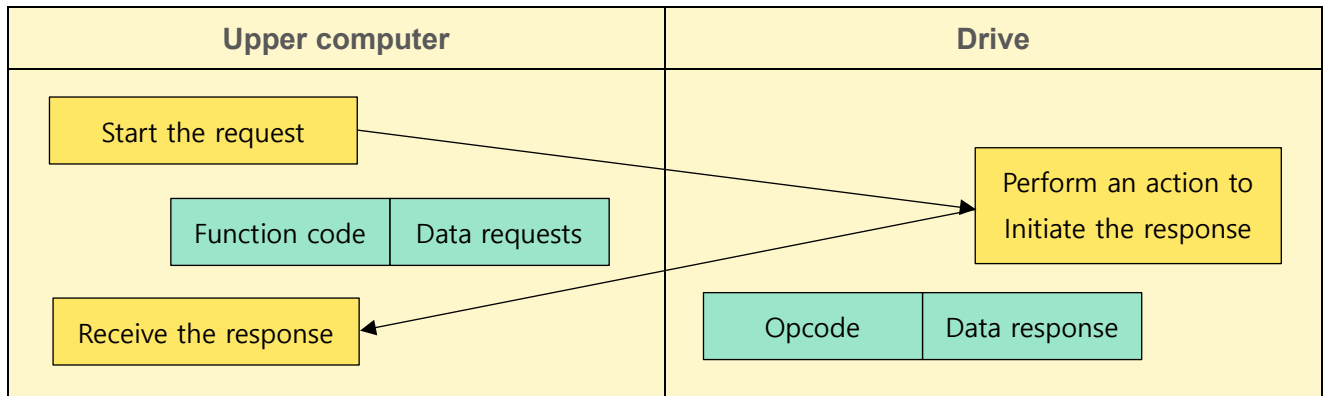 Upper computer
Drive
Start the request
Perform an action to
Initiate the response
Function code
Data requests
Receive the response
Opcode
Data response